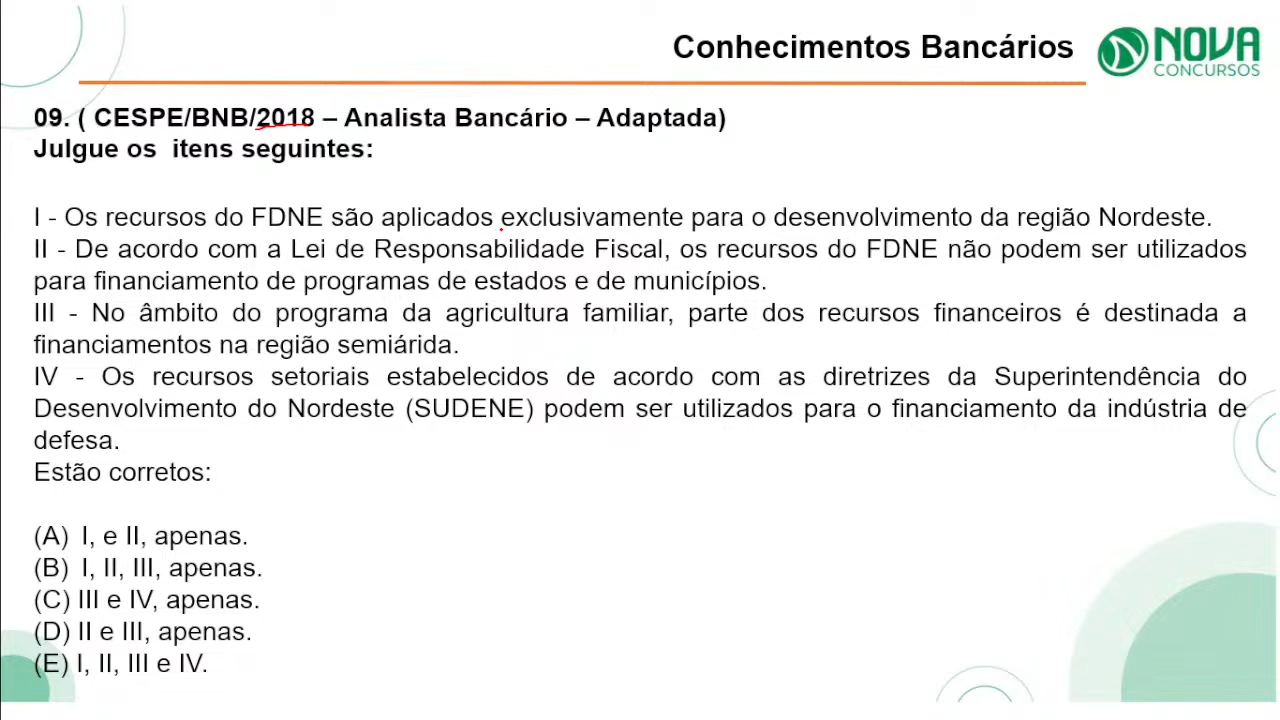 Conhecimentos Bancários
NOVA
CONCURSOS
09. ( CESPE/BNB/2018 – Analista Bancário – Adaptada)
Julgue os itens seguintes:
I - Os recursos do FDNE são aplicados exclusivamente para o desenvolvimento da região Nordeste.
II - De acordo com a Lei de Responsabilidade Fiscal, os recursos do FDNE não podem ser utilizados
para financiamento de programas de estados e de municípios.
III - No âmbito do programa da agricultura familiar, parte dos recursos financeiros é destinada a
financiamentos na região semiárida.
IV - Os recursos setoriais estabelecidos de acordo com as diretrizes da Superintendência do
Desenvolvimento do Nordeste (SUDENE) podem ser utilizados para o financiamento da indústria de
defesa.
Estão corretos:
(A) I, e II, apenas.
(B) I, II, III, apenas.
(C) III e IV, apenas.
(D) II e III, apenas.
(E) I, II, III e IV.